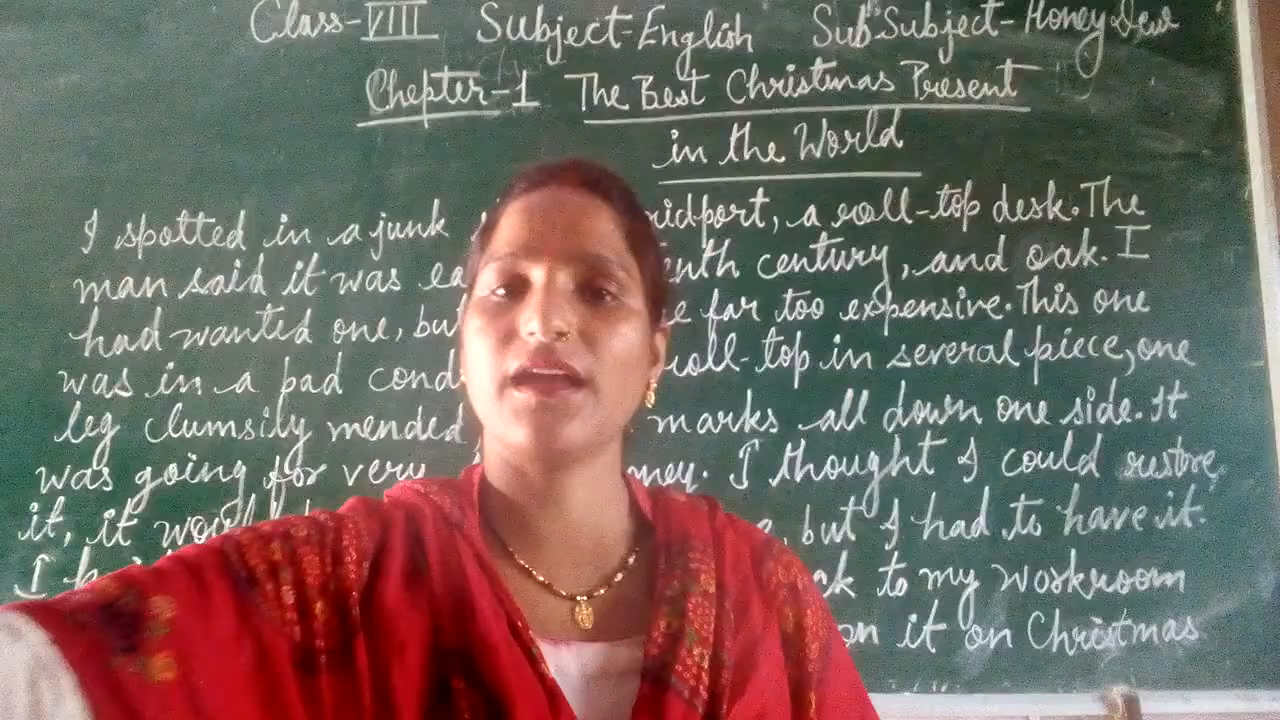 Class-VIII Subject-English Sub Subject-Honey Dew
Chepter-1 The Best Christmas Present
in the World
I spotted in a junk ridport, a roll-top desk. The
man said it was ea enth century, and oak. I
had wanted one, but e far too expensive. This one
was in a bad cond roll-top in several piece, one
leg clumsily mended marks all down one side. It
was going for very ney. I thought I could restore
it, it would , but I had to have it.
I ak to my workroom
on it on Christmas